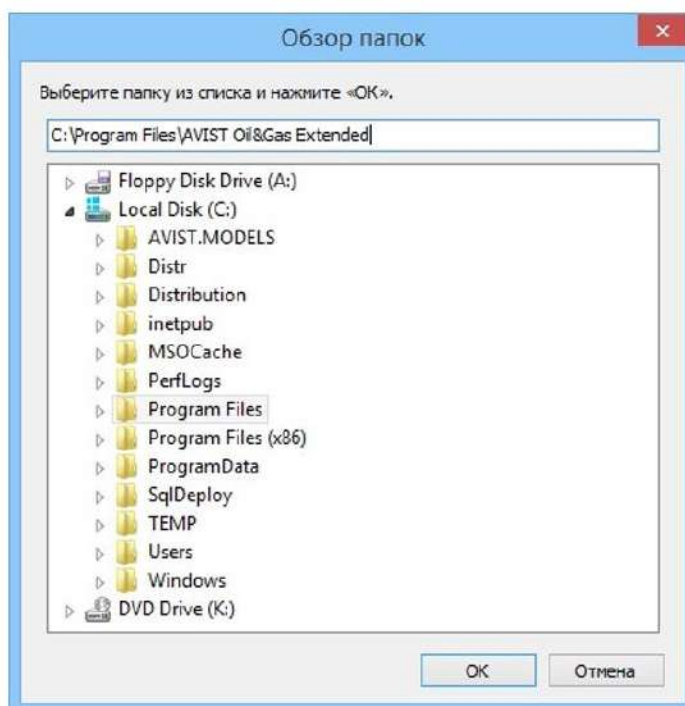 Обзор папок
Выберите папку из списка и нажмите «ОК».
C:\Program Files\AVIST Oil&Gas Extended
Floppy Disk Drive (A:)
Local Disk (C:)
AVIST.MODELS
Distr
Distribution
inetpub
MSOCache
PerfLogs
Program Files
Program Files (x86)
ProgramData
SqlDeploy
TEMP
Users
Windows
DVD Drive (K:)
ОК Отмена